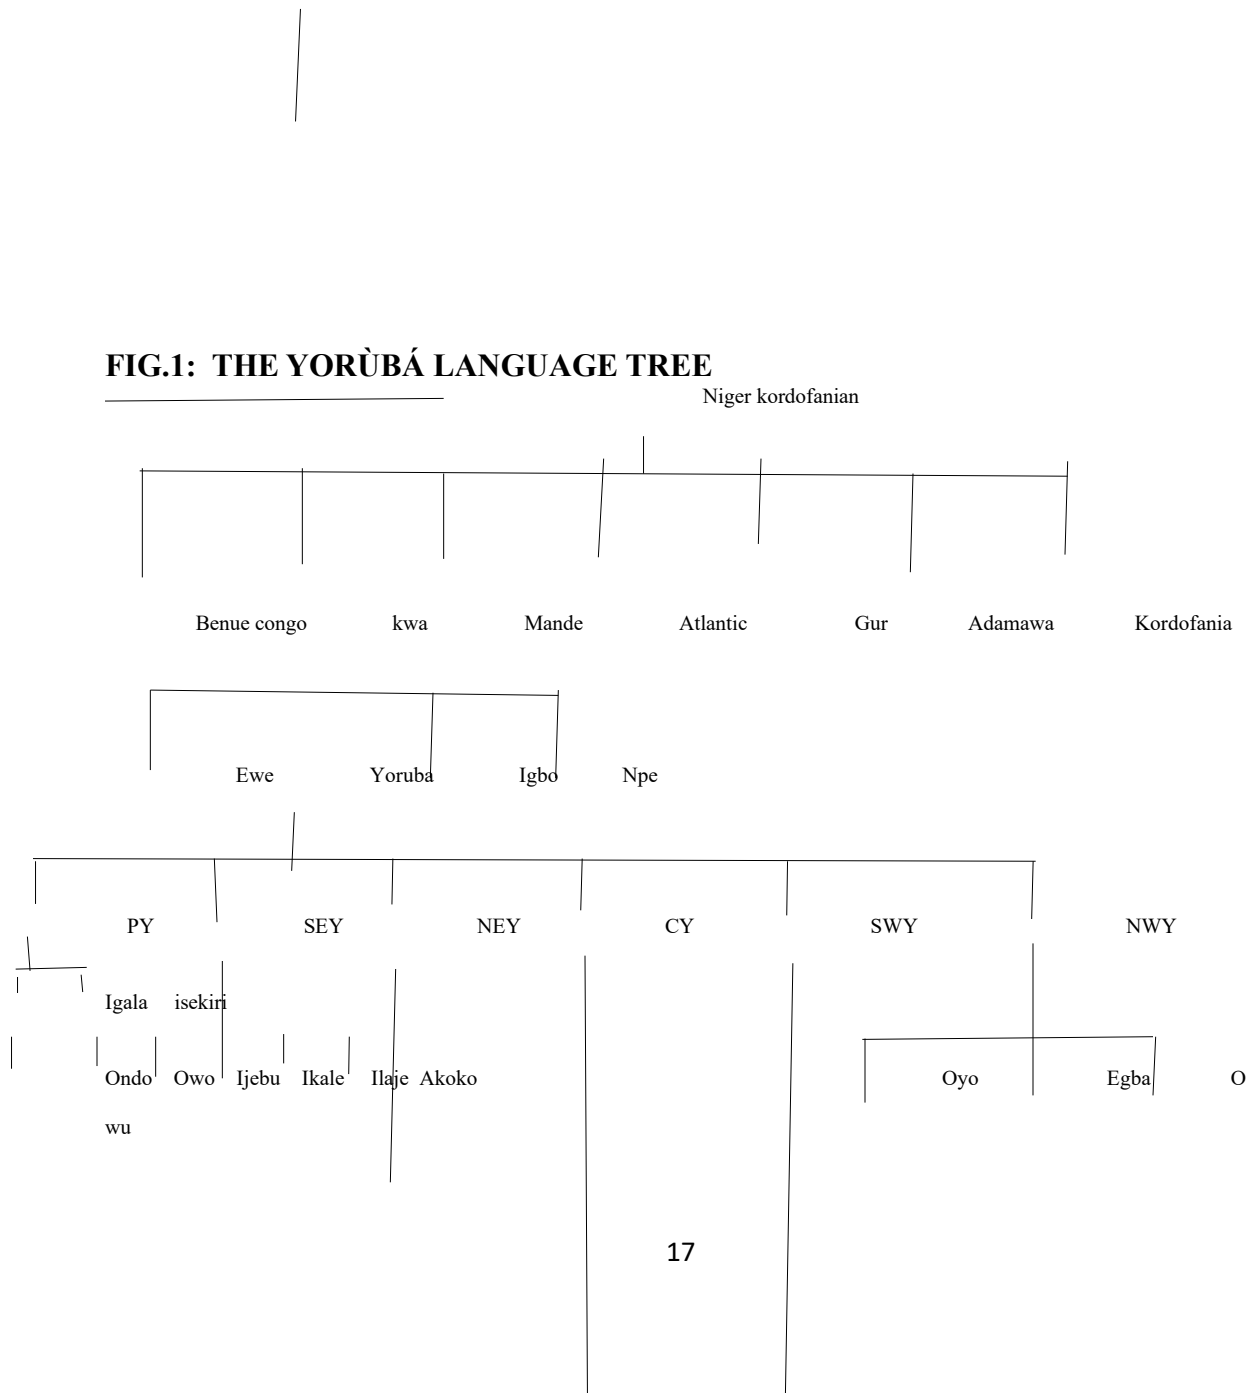 FIG.1: THE YORÙBÁ LANGUAGE TREE
Niger kordofanian
Benue congo kwa Mande Atlantic Gur Adamawa Kordofania
Ewe Yoruba Igbo Npe
PY SEY NEY CY SWY NWY
Igala isekiri
Ondo Owo Ijebu Ikale Ilaje Akoko Oyo Egba O
wu
17